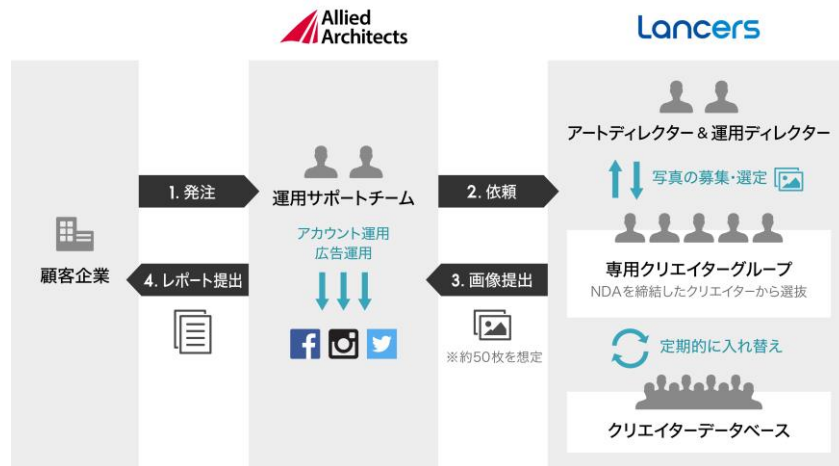 Allied
Architects
Lancers
アートディレクター & 運用ディレクター
写真の募集・選定
1. 発注
運用サポートチーム
2. 依頼
アカウント運用
広告運用
顧客企業
4. レポート提出
3. 画像提出
専用クリエイターグループ
NDAを締結したクリエイターから選抜
※約50枚を想定
定期的に入れ替え
クリエイターデータベース